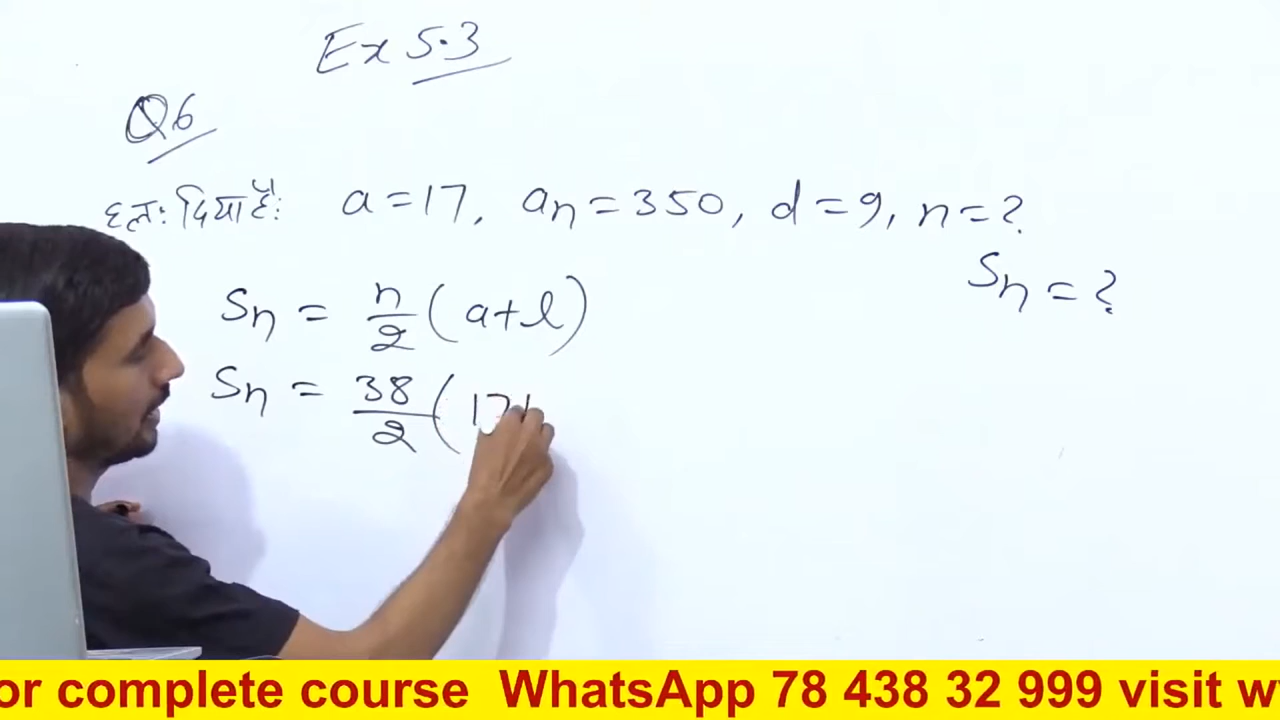 Ex 5.3
Q6
हल: दिया है: a = 17, an = 350, d = 9, n = ?
Sn = ?
Sn = n/2 (a+l)
Sn = 38/2 (17+
or complete course WhatsApp 78 438 32 999 visit w